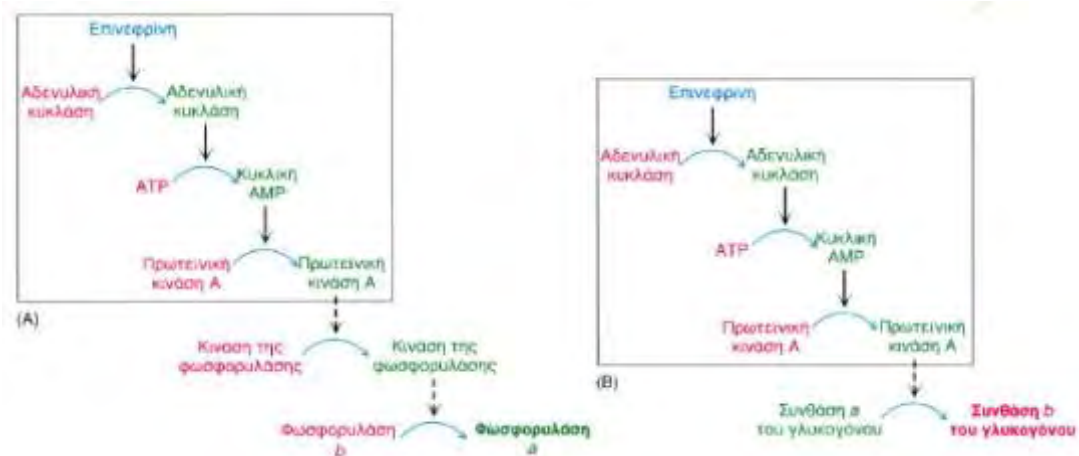 Επινεφρίνη
Αδενυλική κυκλάση
Αδενυλική κυκλάση
ATP
Κυκλική AMP
Πρωτεϊνική κινάση A
Πρωτεϊνική κινάση A
(A)
Κινάση της φωσφορυλάσης
Κινάση της φωσφορυλάσης
Φωσφορυλάση b
Φωσφορυλάση a
Επινεφρίνη
Αδενυλική κυκλάση
Αδενυλική κυκλάση
ATP
Κυκλική AMP
Πρωτεϊνική κινάση A
Πρωτεϊνική κινάση A
(B)
Συνθάση a του γλυκογόνου
Συνθάση b του γλυκογόνου